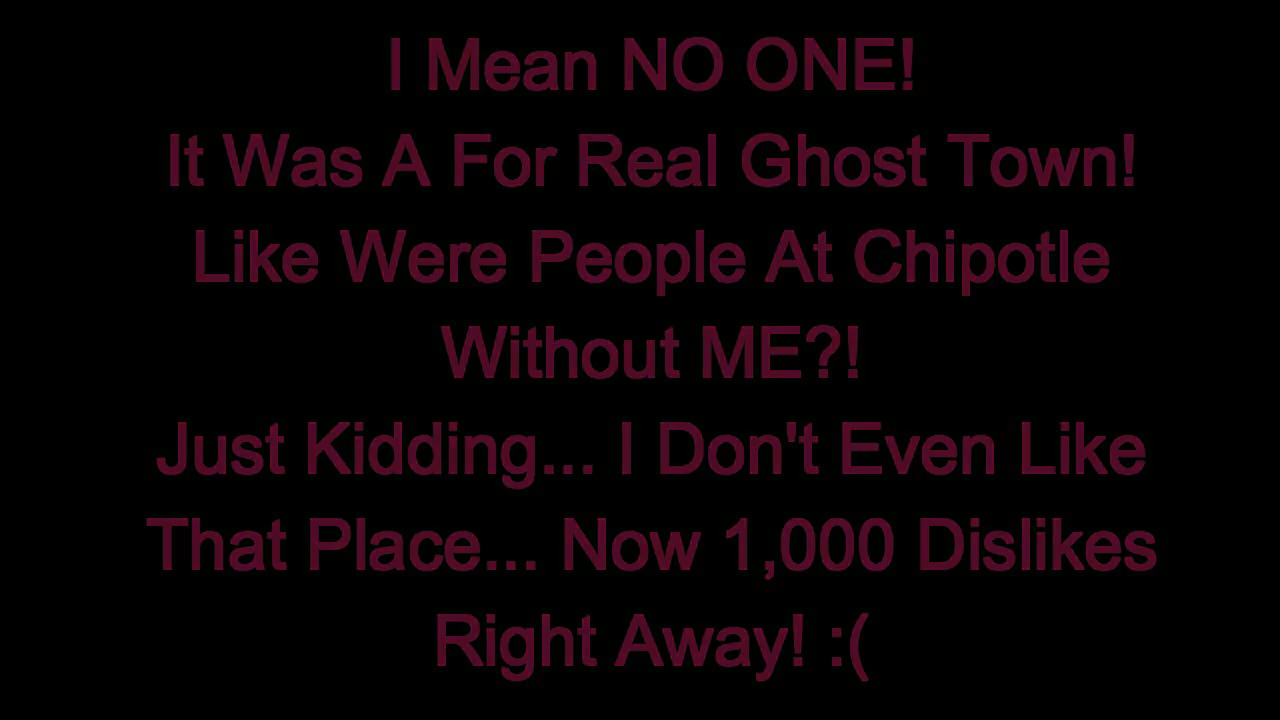 I Mean NO ONE!
It Was A For Real Ghost Town!
Like Were People At Chipotle
Without ME?!
Just Kidding... I Don't Even Like
That Place... Now 1,000 Dislikes
Right Away! :(